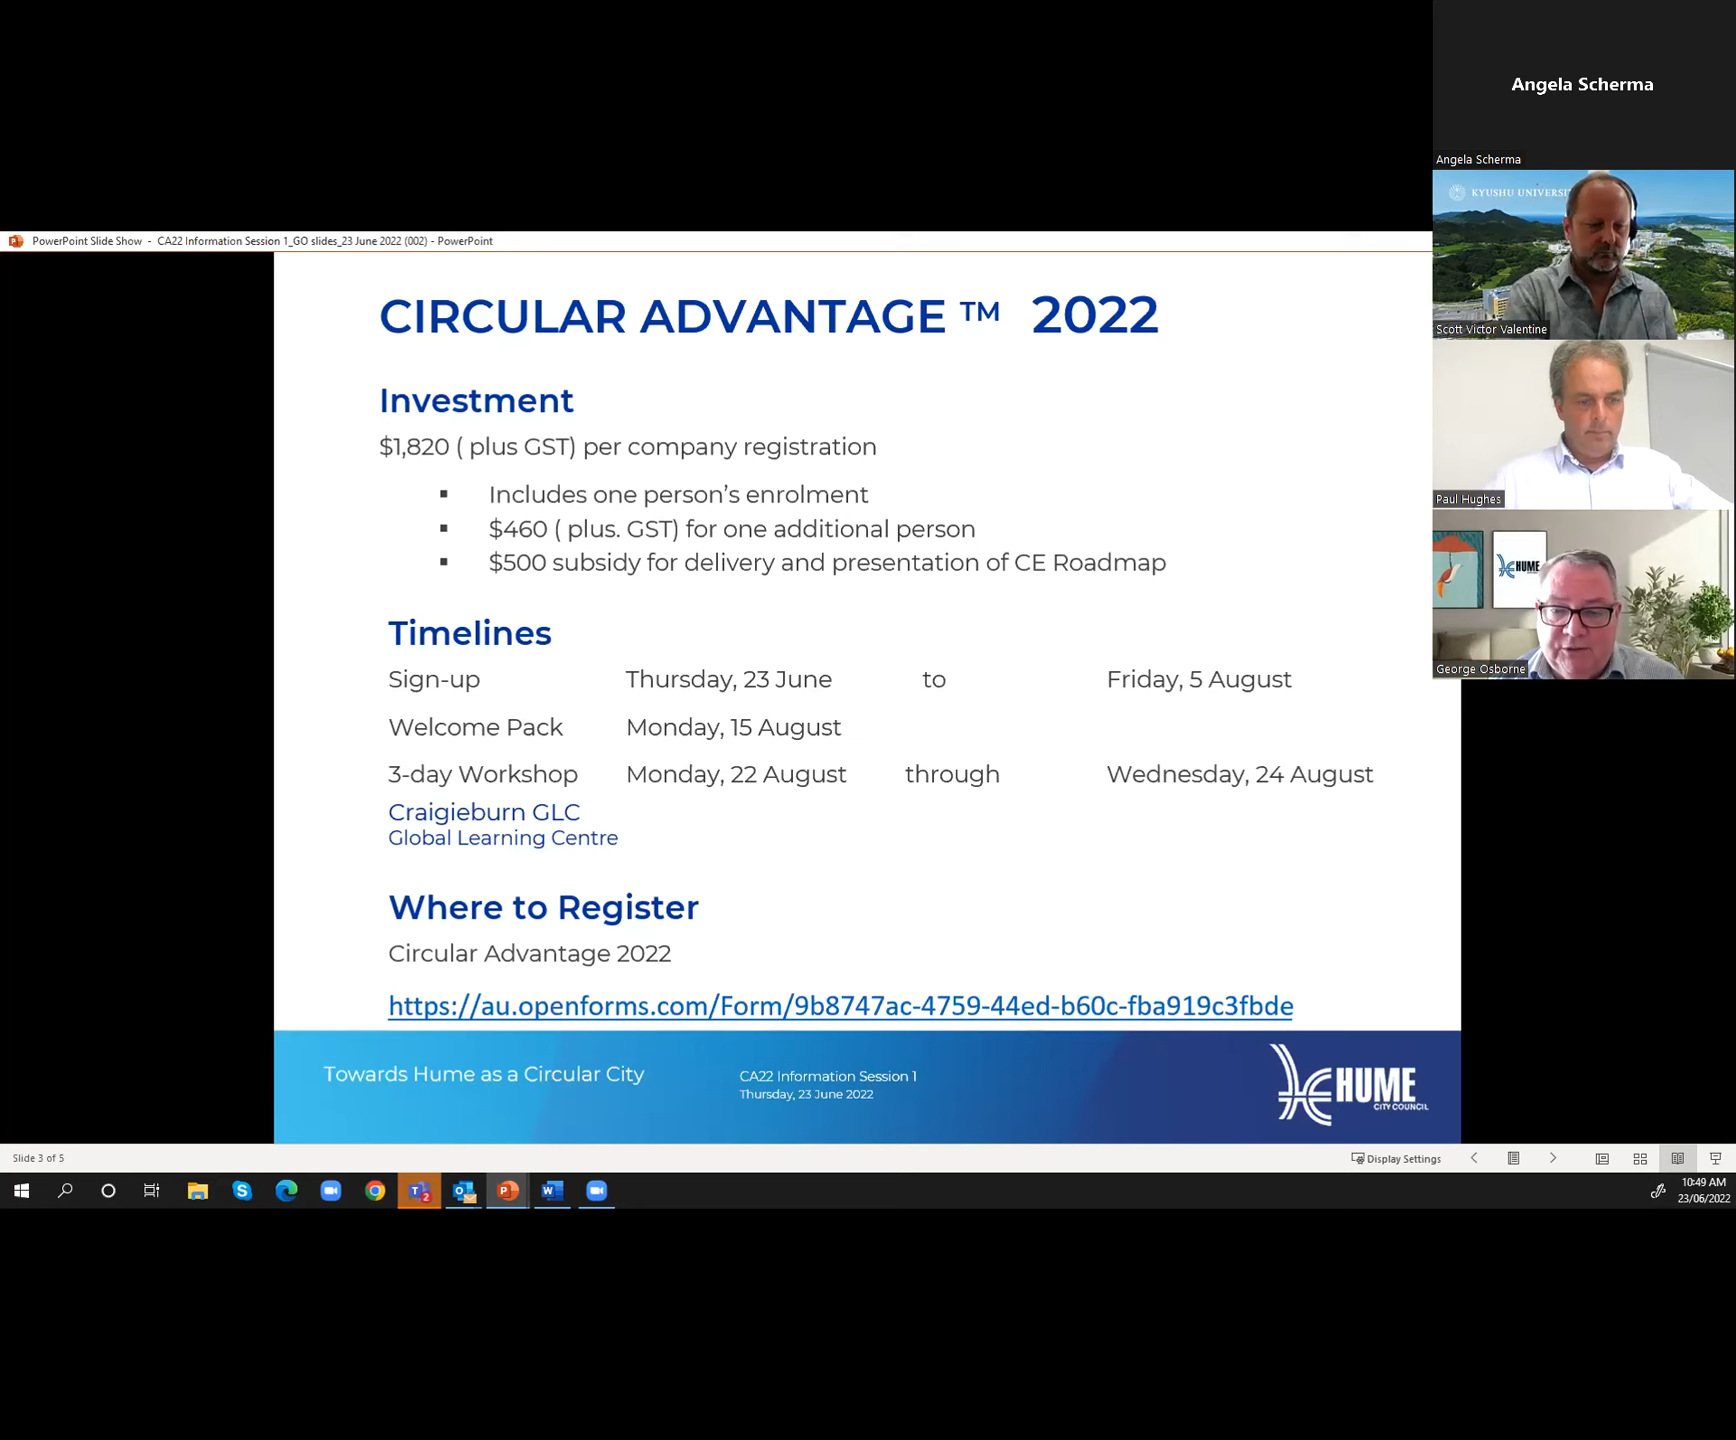 Angela Scherma
Angela Scherma
KYUSHU UNIVERSI
Scott Victor Valentine
Paul Hughes
HUME
George Osborne
PowerPoint Slide Show - CA22 Information Session 1_GO slides_23 June 2022 (002) - PowerPoint
CIRCULAR ADVANTAGE ™ 2022
Investment
$1,820 ( plus GST) per company registration
▪ Includes one person’s enrolment
▪ $460 ( plus. GST) for one additional person
▪ $500 subsidy for delivery and presentation of CE Roadmap
Timelines
Sign-up Thursday, 23 June to Friday, 5 August
Welcome Pack Monday, 15 August
3-day Workshop Monday, 22 August through Wednesday, 24 August
Craigieburn GLC
Global Learning Centre
Where to Register
Circular Advantage 2022
https://au.openforms.com/Form/9b8747ac-4759-44ed-b60c-fba919c3fbde
Towards Hume as a Circular City
CA22 Information Session 1
Thursday, 23 June 2022
HUME
CITY COUNCIL
Slide 3 of 5
Display Settings
10:49 AM
23/06/2022